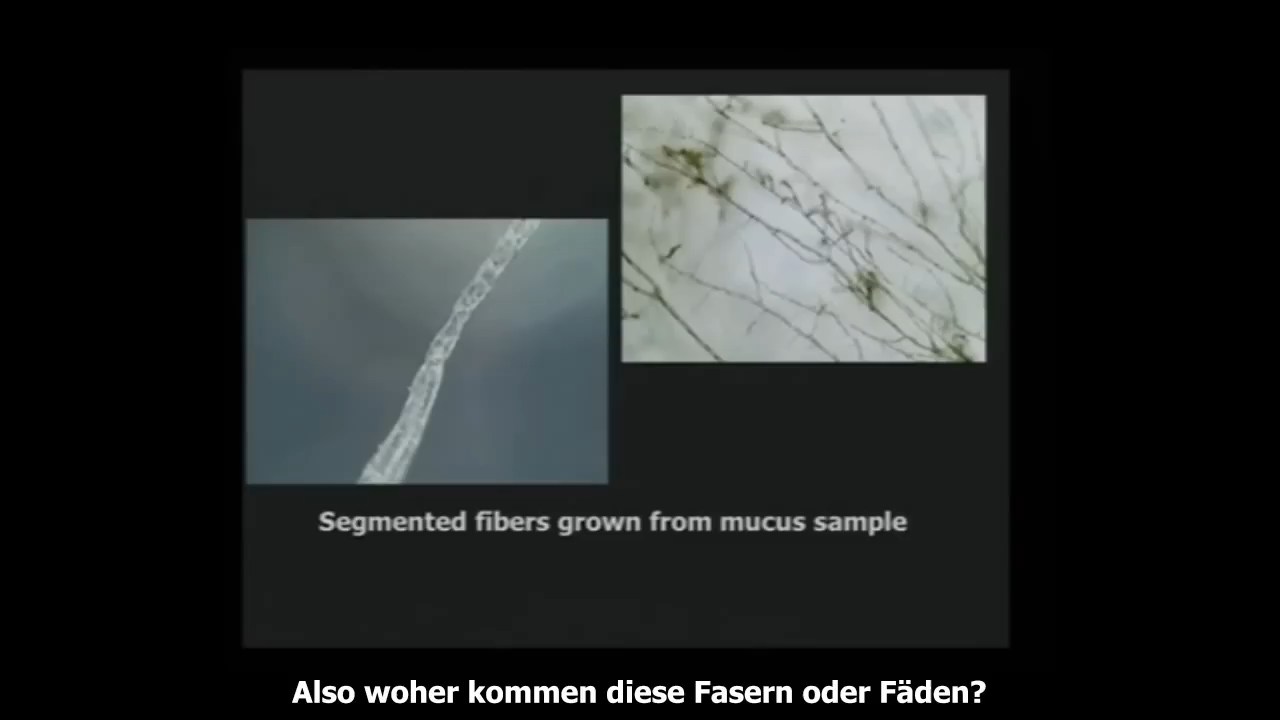 Segmented fibers grown from mucus sample
Also woher kommen diese Fasern oder Fäden?